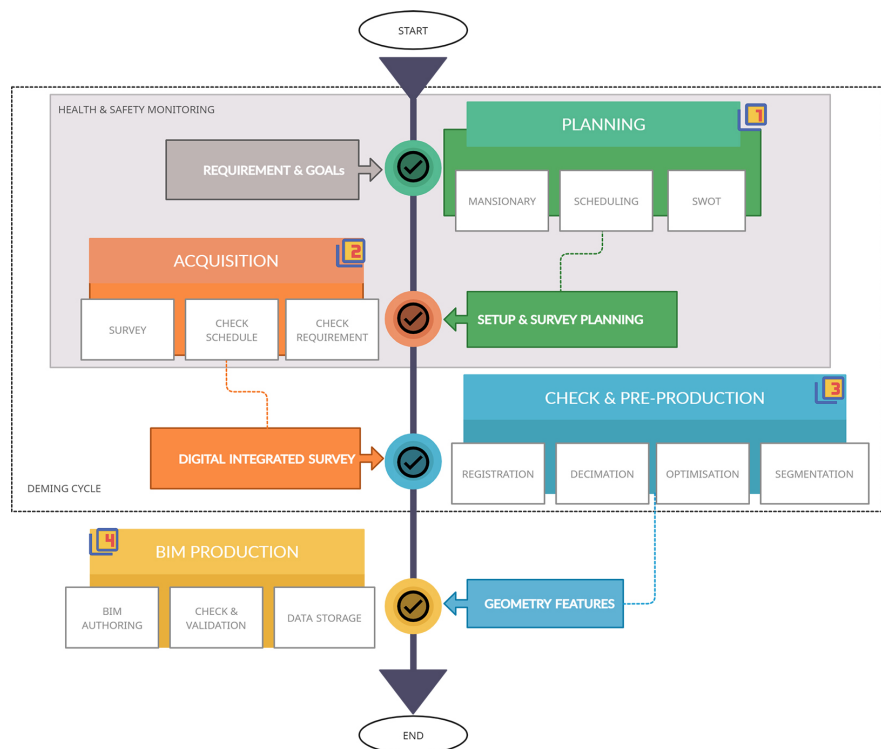 START
HEALTH & SAFETY MONITORING
1
PLANNING
REQUIREMENT & GOALs
MANSIONARY
SCHEDULING
SWOT
2
ACQUISITION
SURVEY
CHECK
SCHEDULE
CHECK
REQUIREMENT
SETUP & SURVEY PLANNING
3
CHECK & PRE-PRODUCTION
DIGITAL INTEGRATED SURVEY
REGISTRATION
DECIMATION
OPTIMISATION
SEGMENTATION
DEMING CYCLE
4
BIM PRODUCTION
BIM
AUTHORING
CHECK &
VALIDATION
DATA STORAGE
GEOMETRY FEATURES
END